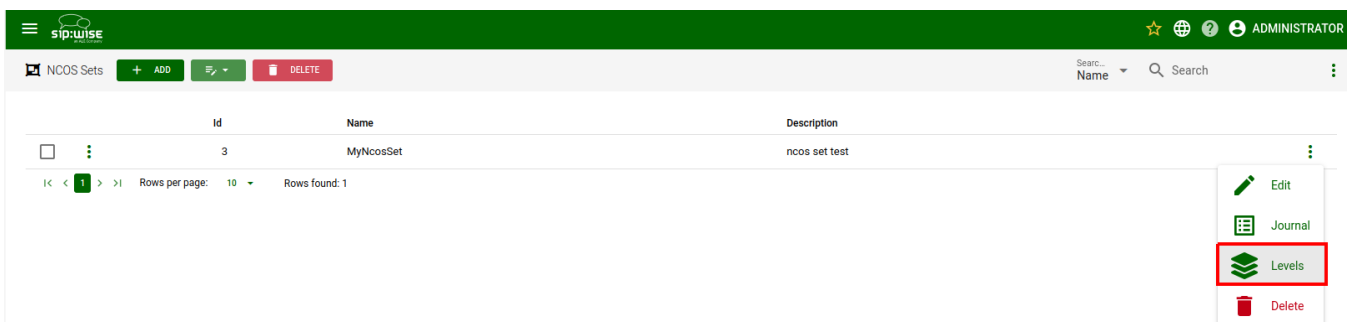 sip:wise
ADMINISTRATOR
NCOS Sets
+ ADD
DELETE
Searc...
Name
Search
Id Name Description
3 MyNcosSet ncos set test
1 Rows per page: 10 Rows found: 1
Edit
Journal
Levels
Delete